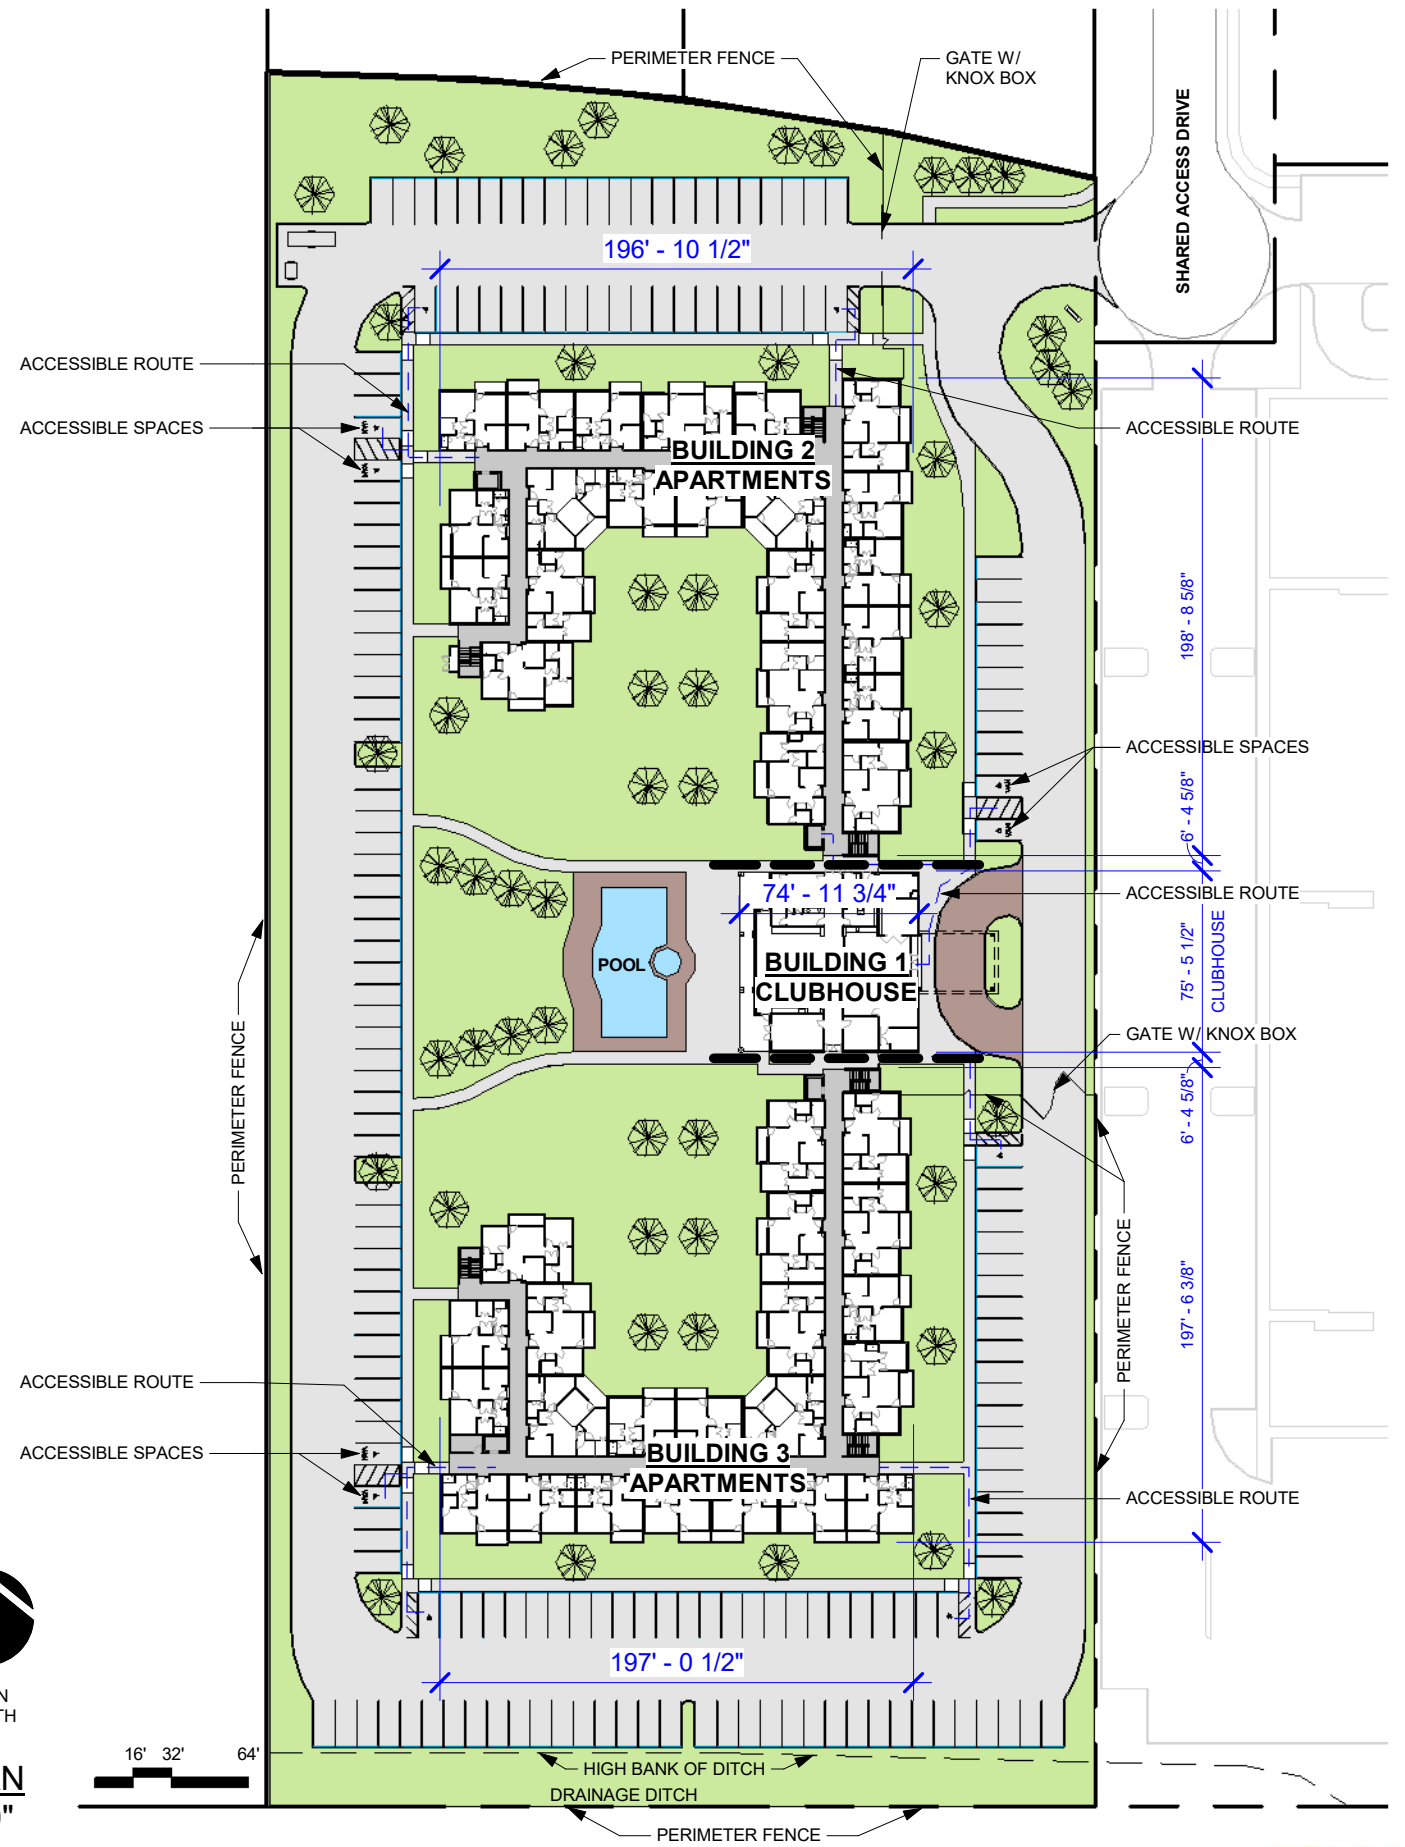 PERIMETER FENCE
GATE W/
KNOX BOX
SHARED ACCESS DRIVE
196' - 10 1/2"
ACCESSIBLE ROUTE
ACCESSIBLE SPACES
ACCESSIBLE ROUTE
BUILDING 2
APARTMENTS
198' - 8 5/8"
ACCESSIBLE SPACES
6' - 4 5/8"
74' - 11 3/4"
ACCESSIBLE ROUTE
POOL
BUILDING 1
CLUBHOUSE
75' - 5 1/2"
CLUBHOUSE
GATE W/ KNOX BOX
PERIMETER FENCE
6' - 4 5/8"
PERIMETER FENCE
197' - 6 3/8"
ACCESSIBLE ROUTE
ACCESSIBLE SPACES
BUILDING 3
APARTMENTS
ACCESSIBLE ROUTE
197' - 0 1/2"
N
TH
16' 32' 64'
HIGH BANK OF DITCH
DRAINAGE DITCH
PERIMETER FENCE